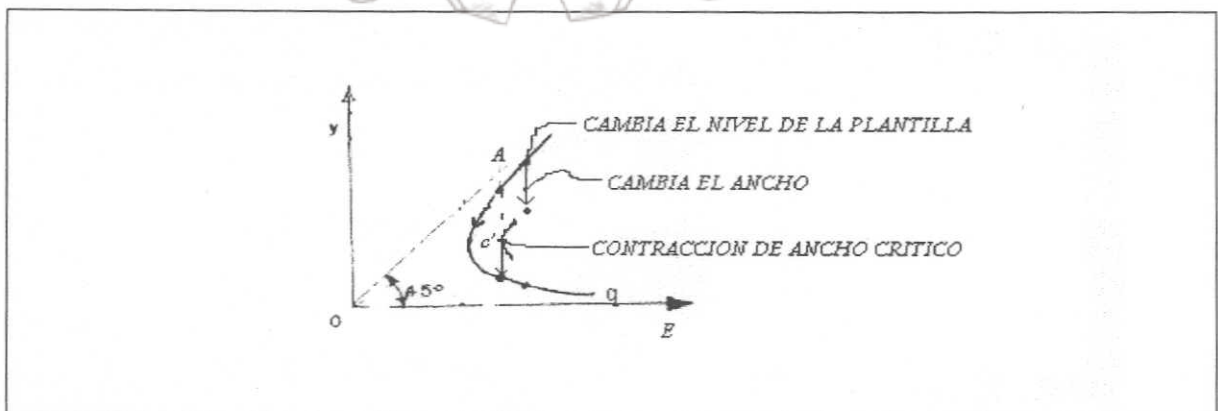 y
CAMBIA EL NIVEL DE LA PLANTILLA
A
CAMBIA EL ANCHO
c'
CONTRACCION DE ANCHO CRITICO
45°
q
O
E